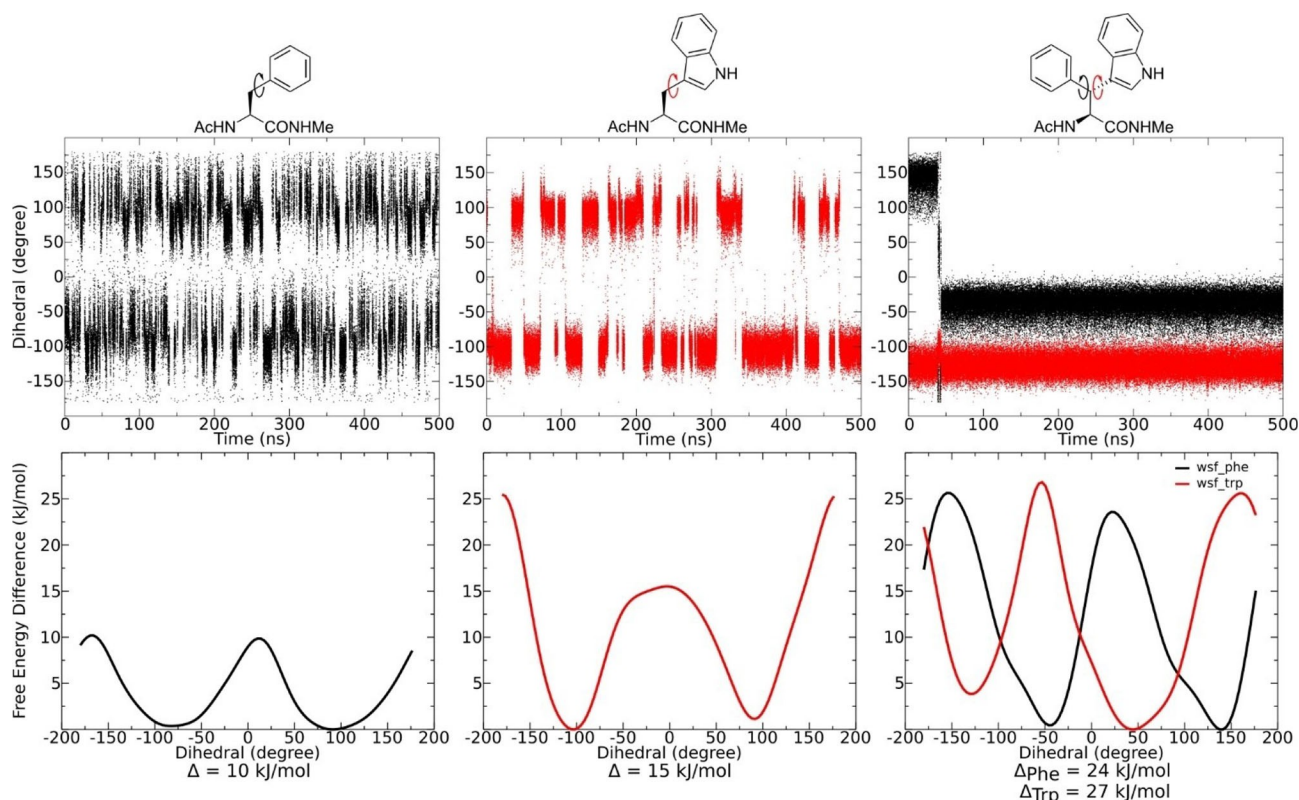 NH
NH
AcHN CONHMe
AcHN CONHMe
AcHN CONHMe
Dihedral (degree)
150
100
50
0
-50
-100
-150
150
100
50
0
-50
-100
-150
150
100
50
0
-50
-100
-150
0 100 200 300 400 500
0 100 200 300 400 500
0 100 200 300 400 500
Time (ns)
Time (ns)
Time (ns)
Free Energy Difference (kJ/mol)
25
20
15
10
5
25
20
15
10
5
25
20
15
10
5
wsf_phe
wsf_trp
-200 -150 -100 -50 0 50 100 150 200
-200 -150 -100 -50 0 50 100 150 200
-200 -150 -100 -50 0 50 100 150 200
Dihedral (degree)
Dihedral (degree)
Dihedral (degree)
Δ = 10 kJ/mol
Δ = 15 kJ/mol
ΔPhe = 24 kJ/mol
ΔTrp = 27 kJ/mol